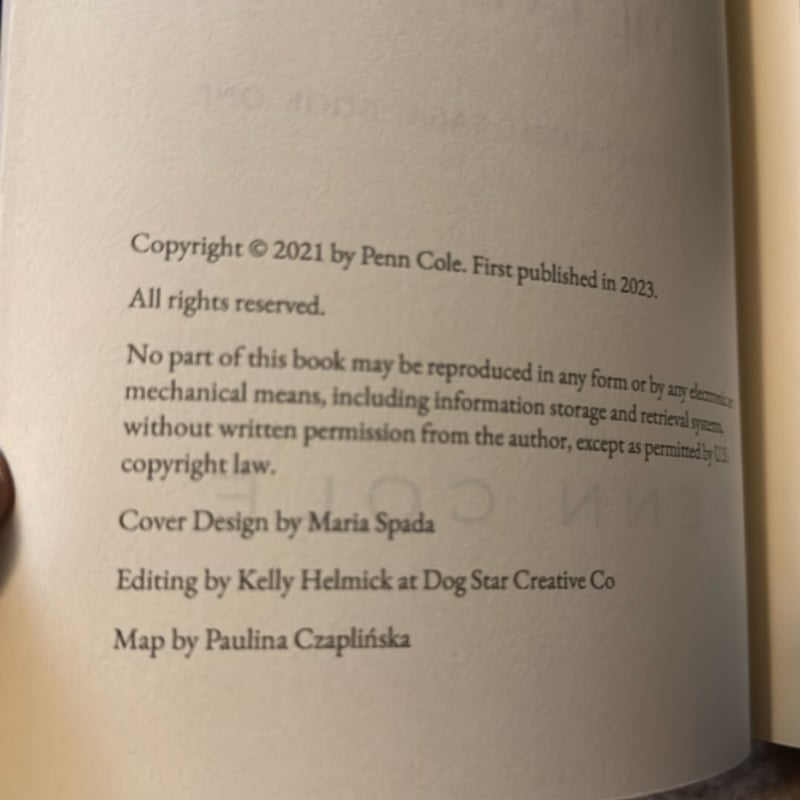 Copyright © 2021 by Penn Cole. First published in 2023.
All rights reserved.
No part of this book may be reproduced in any form or by any electronic or
mechanical means, including information storage and retrieval systems,
without written permission from the author, except as permitted by U.S.
copyright law.
Cover Design by Maria Spada
Editing by Kelly Helmick at Dog Star Creative Co
Map by Paulina Czaplińska